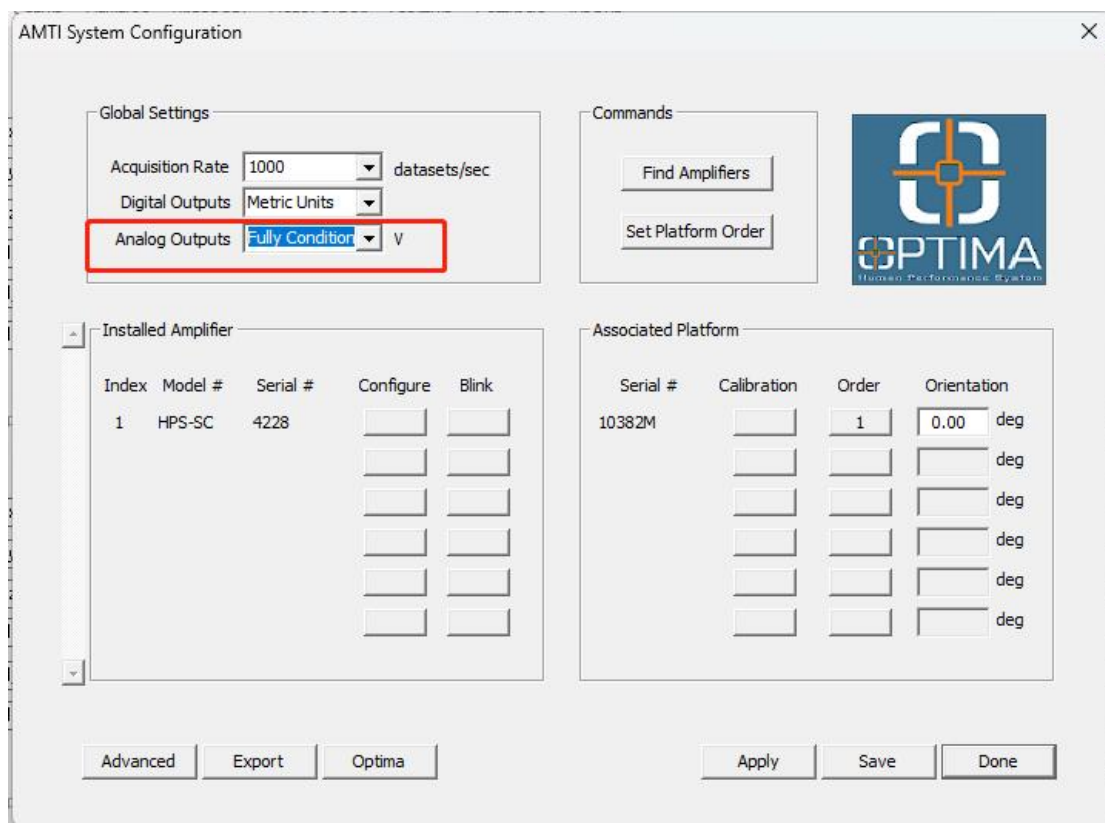 AMTI System Configuration
Global Settings
Acquisition Rate 1000 datasets/sec
Digital Outputs Metric Units
Analog Outputs Fully Condition V
Commands
Find Amplifiers
Set Platform Order
OPTIMA
Human Performance System
Installed Amplifier
Index Model # Serial # Configure Blink
1 HPS-SC 4228
Associated Platform
Serial # Calibration Order Orientation
10382M 1 0.00 deg
deg
deg
deg
deg
deg
Advanced Export Optima Apply Save Done